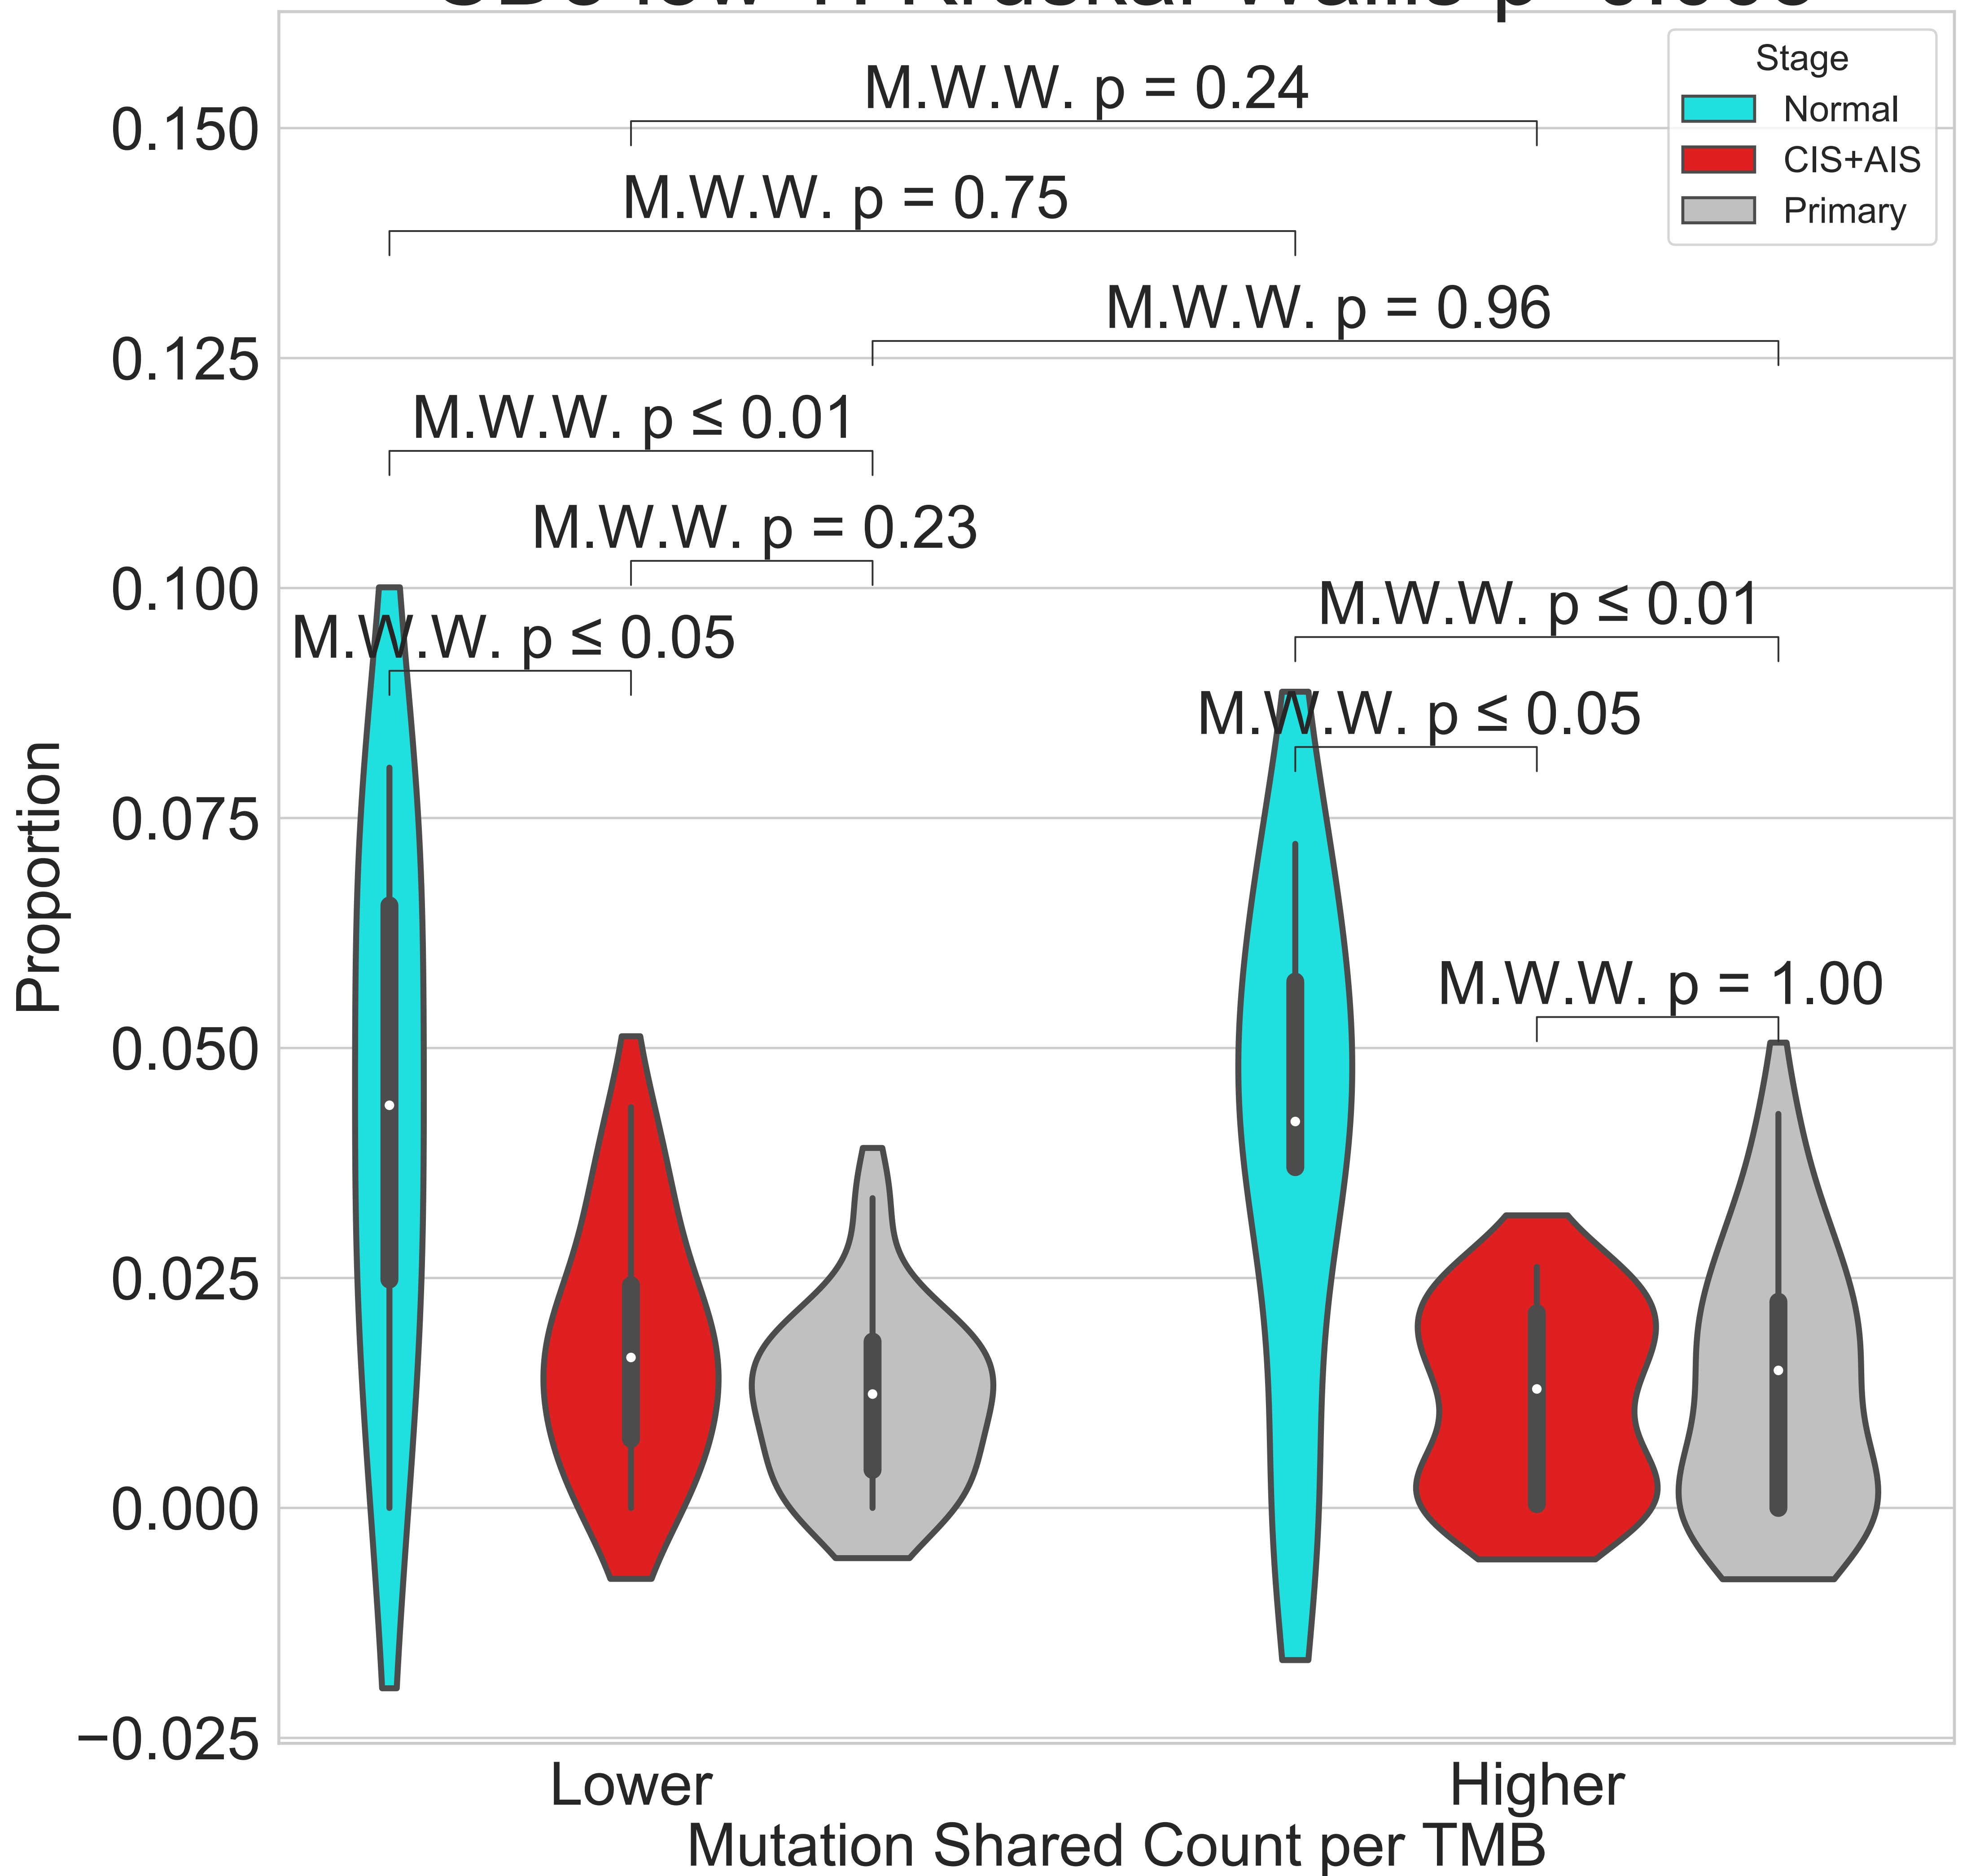 M.W.W. p = 0.24
M.W.W. p = 0.75
M.W.W. p = 0.96
M.W.W. p ≤ 0.01
M.W.W. p = 0.23
M.W.W. p ≤ 0.05
M.W.W. p ≤ 0.01
M.W.W. p ≤ 0.05
M.W.W. p = 1.00
Stage
Normal
CIS+AIS
Primary
0.150
0.125
0.100
0.075
0.050
0.025
0.000
−0.025
Proportion
Lower
Higher
Mutation Shared Count per TMB